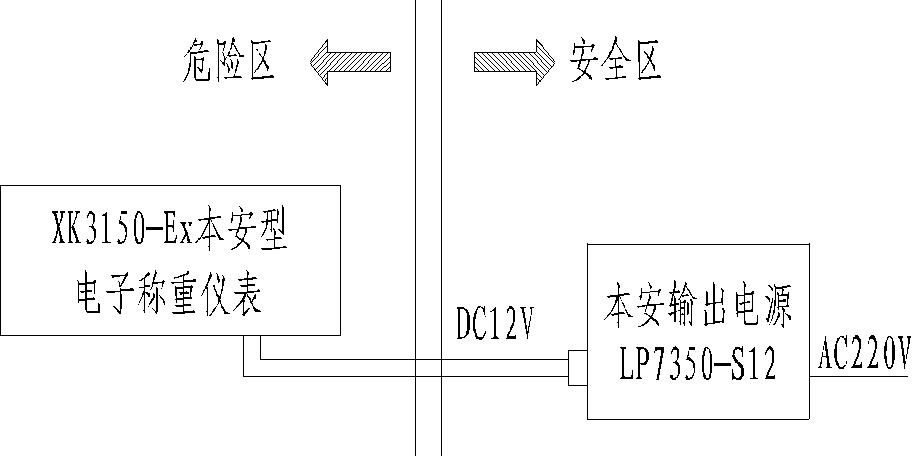 危险区
安全区
XK3150-Ex本安型
电子称重仪表
DC12V
本安输出电源
LP7350-S12
AC220V